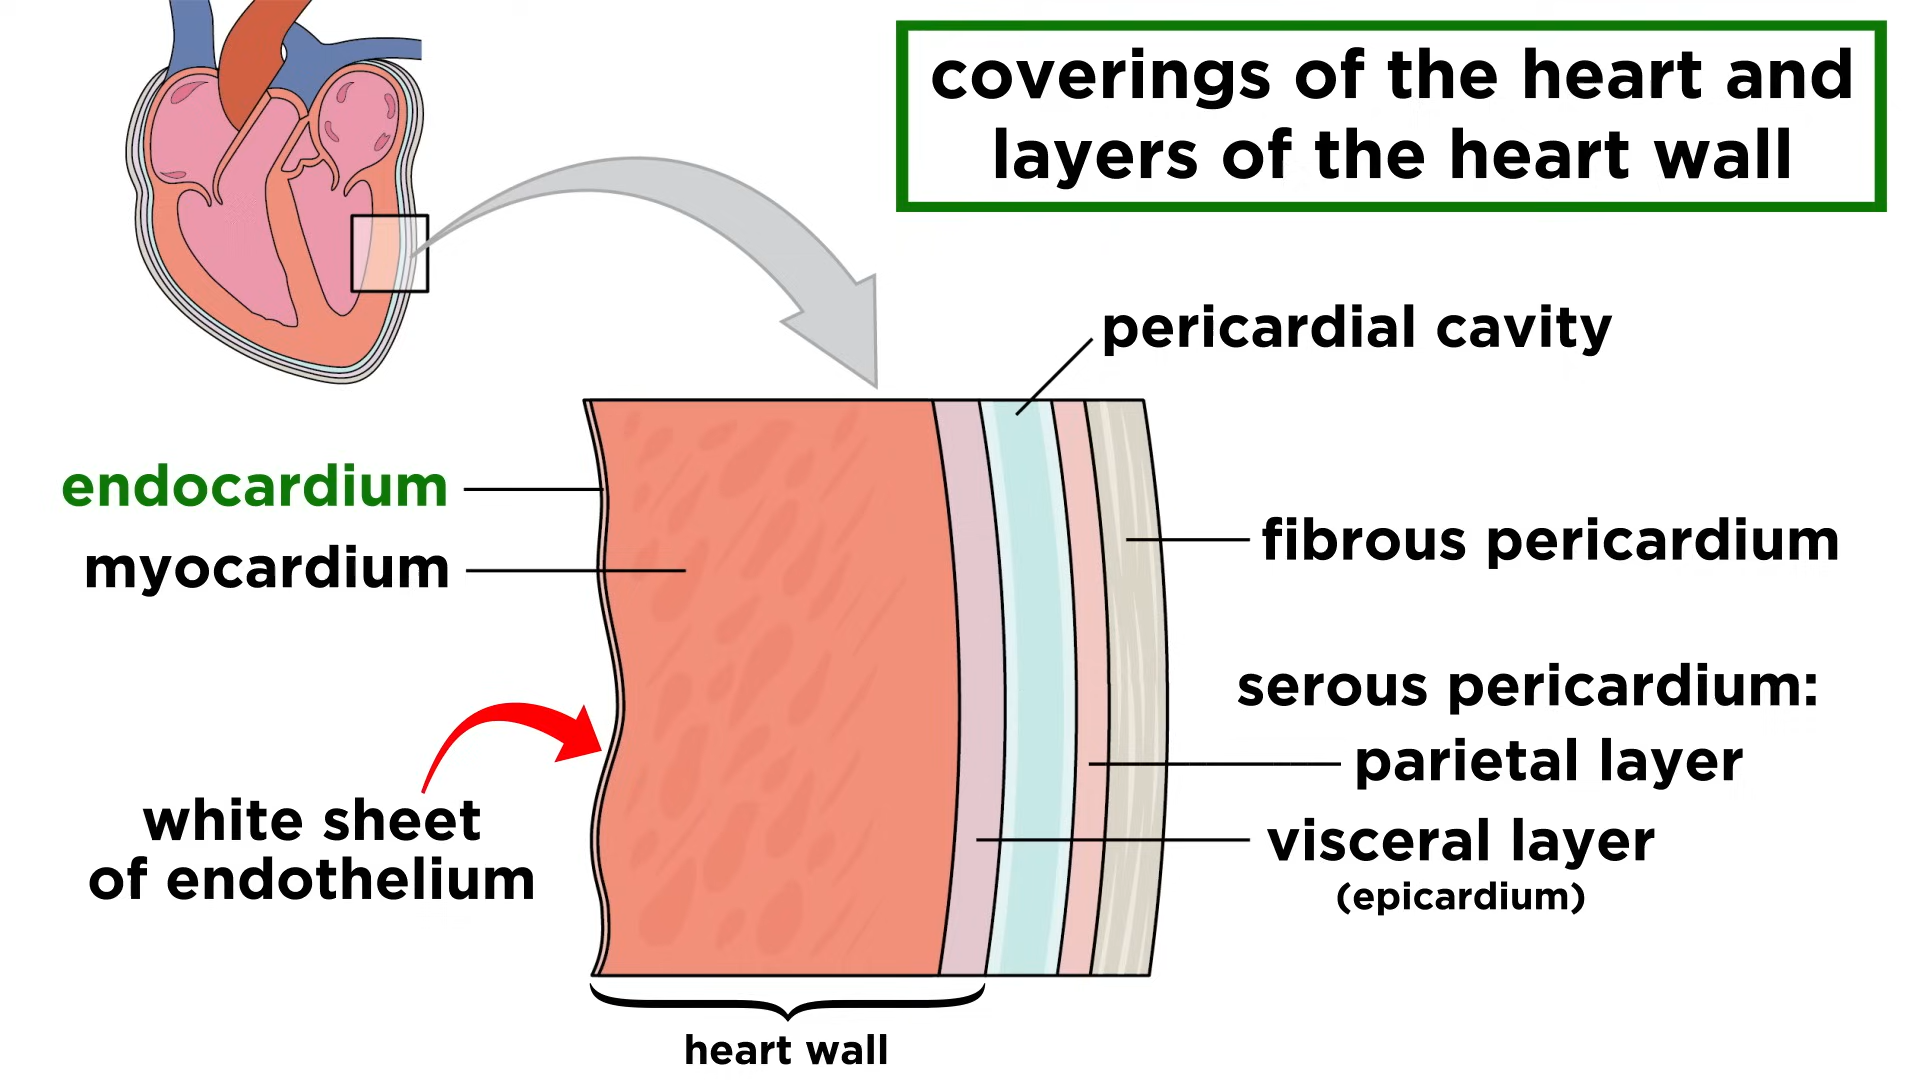 coverings of the heart and
layers of the heart wall
pericardial cavity
endocardium
myocardium
fibrous pericardium
serous pericardium:
parietal layer
visceral layer
(epicardium)
white sheet
of endothelium
heart wall